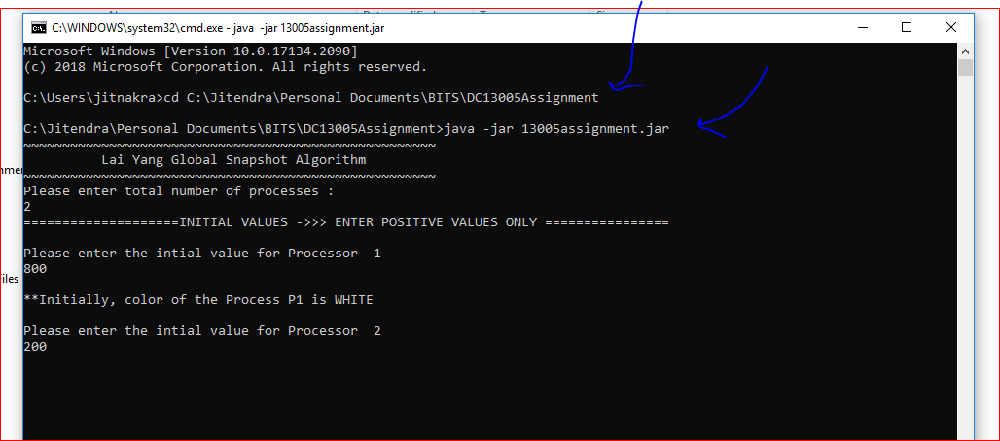 C:\WINDOWS\system32\cmd.exe - java -jar 13005assignment.jar
Microsoft Windows [Version 10.0.17134.2090]
(c) 2018 Microsoft Corporation. All rights reserved.
C:\Users\jitnakra>cd C:\Jitendra\Personal Documents\BITS\DC13005Assignment
C:\Jitendra\Personal Documents\BITS\DC13005Assignment>java -jar 13005assignment.jar
~~~~~~~~~~~~~~~~~~~~~~~~~~~~~~~~~~~~~~~~~~~~~~~~~~~~~
Lai Yang Global Snapshot Algorithm
~~~~~~~~~~~~~~~~~~~~~~~~~~~~~~~~~~~~~~~~~~~~~~~~~~~~~
Please enter total number of processes :
2
====================INITIAL VALUES ->>> ENTER POSITIVE VALUES ONLY ================
Please enter the intial value for Processor  1
800
**Initially, color of the Process P1 is WHITE
Please enter the intial value for Processor  2
200